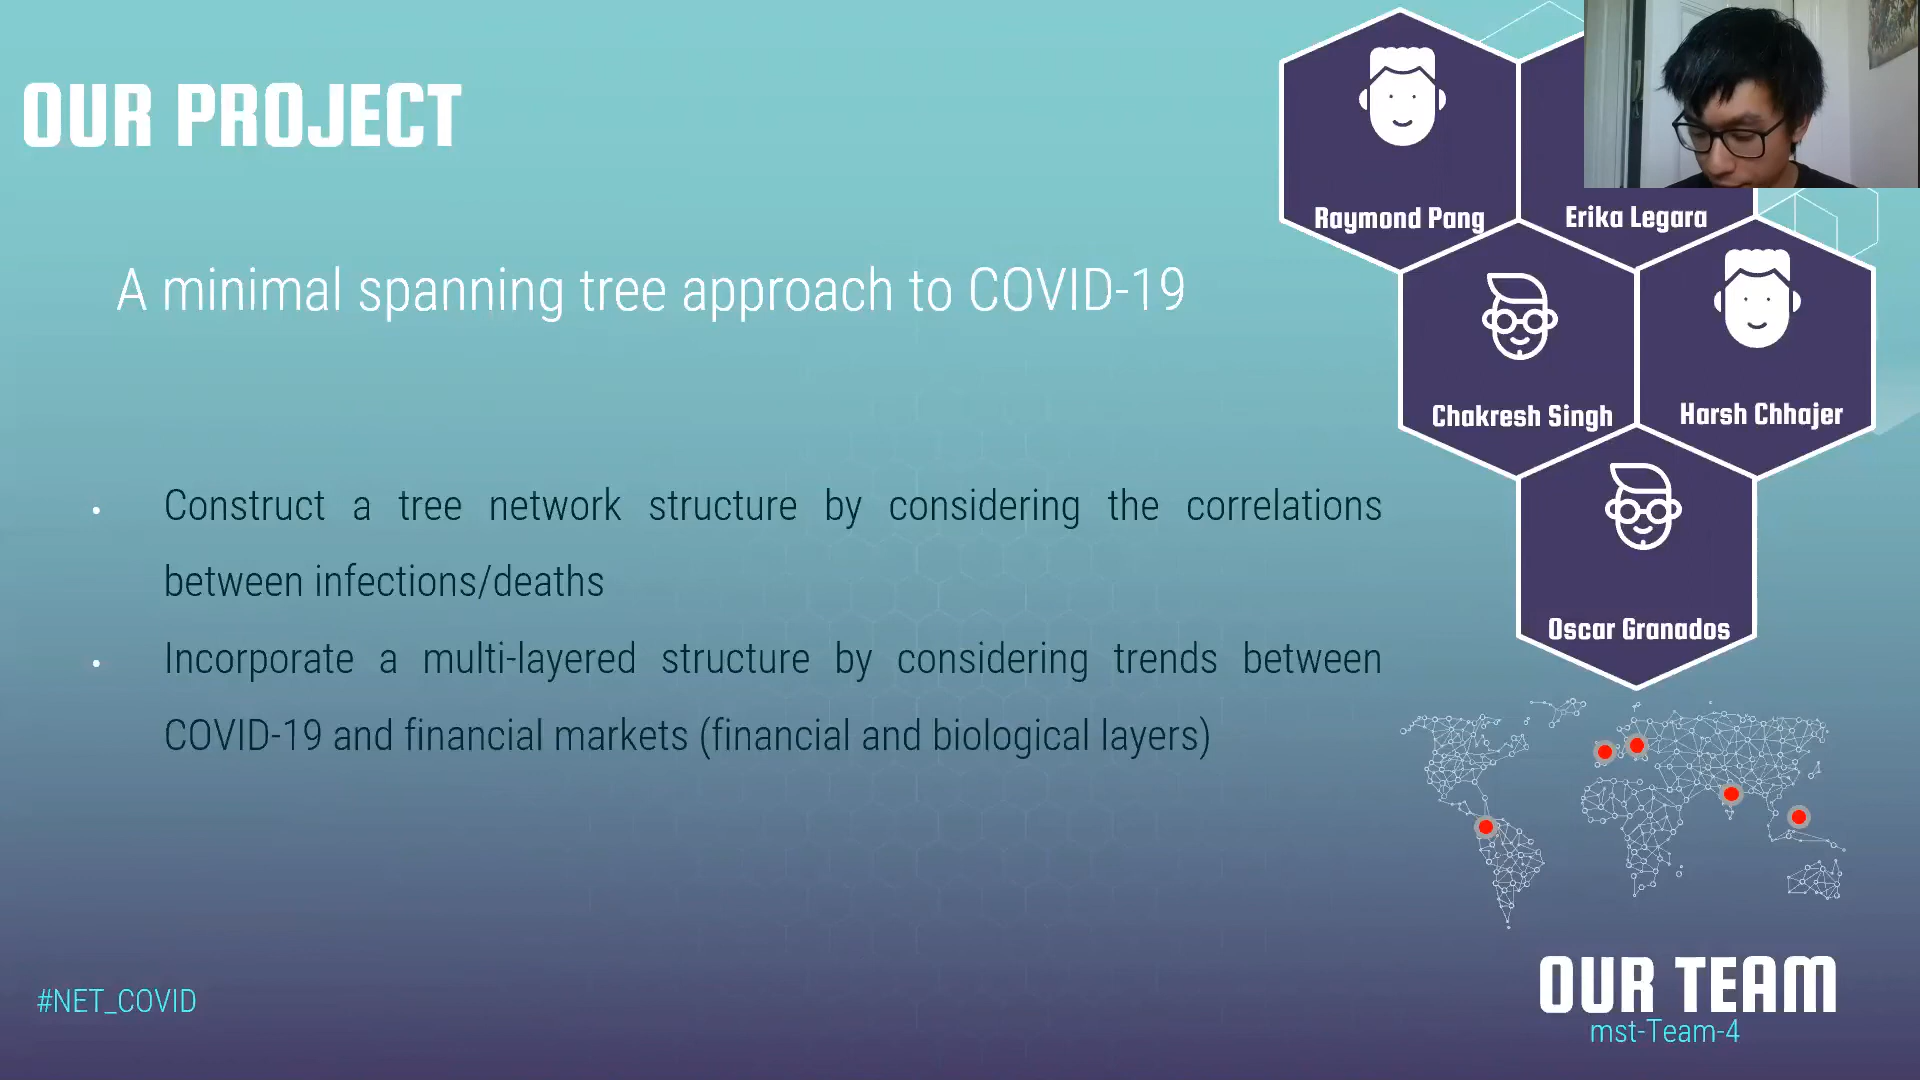 OUR PROJECT
A minimal spanning tree approach to COVID-19
• Construct a tree network structure by considering the correlations
between infections/deaths
• Incorporate a multi-layered structure by considering trends between
COVID-19 and financial markets (financial and biological layers)
#NET_COVID
Raymond Pang
Erika Legara
Chakresh Singh
Harsh Chhajer
Oscar Granados
OUR TEAM
mst-Team-4